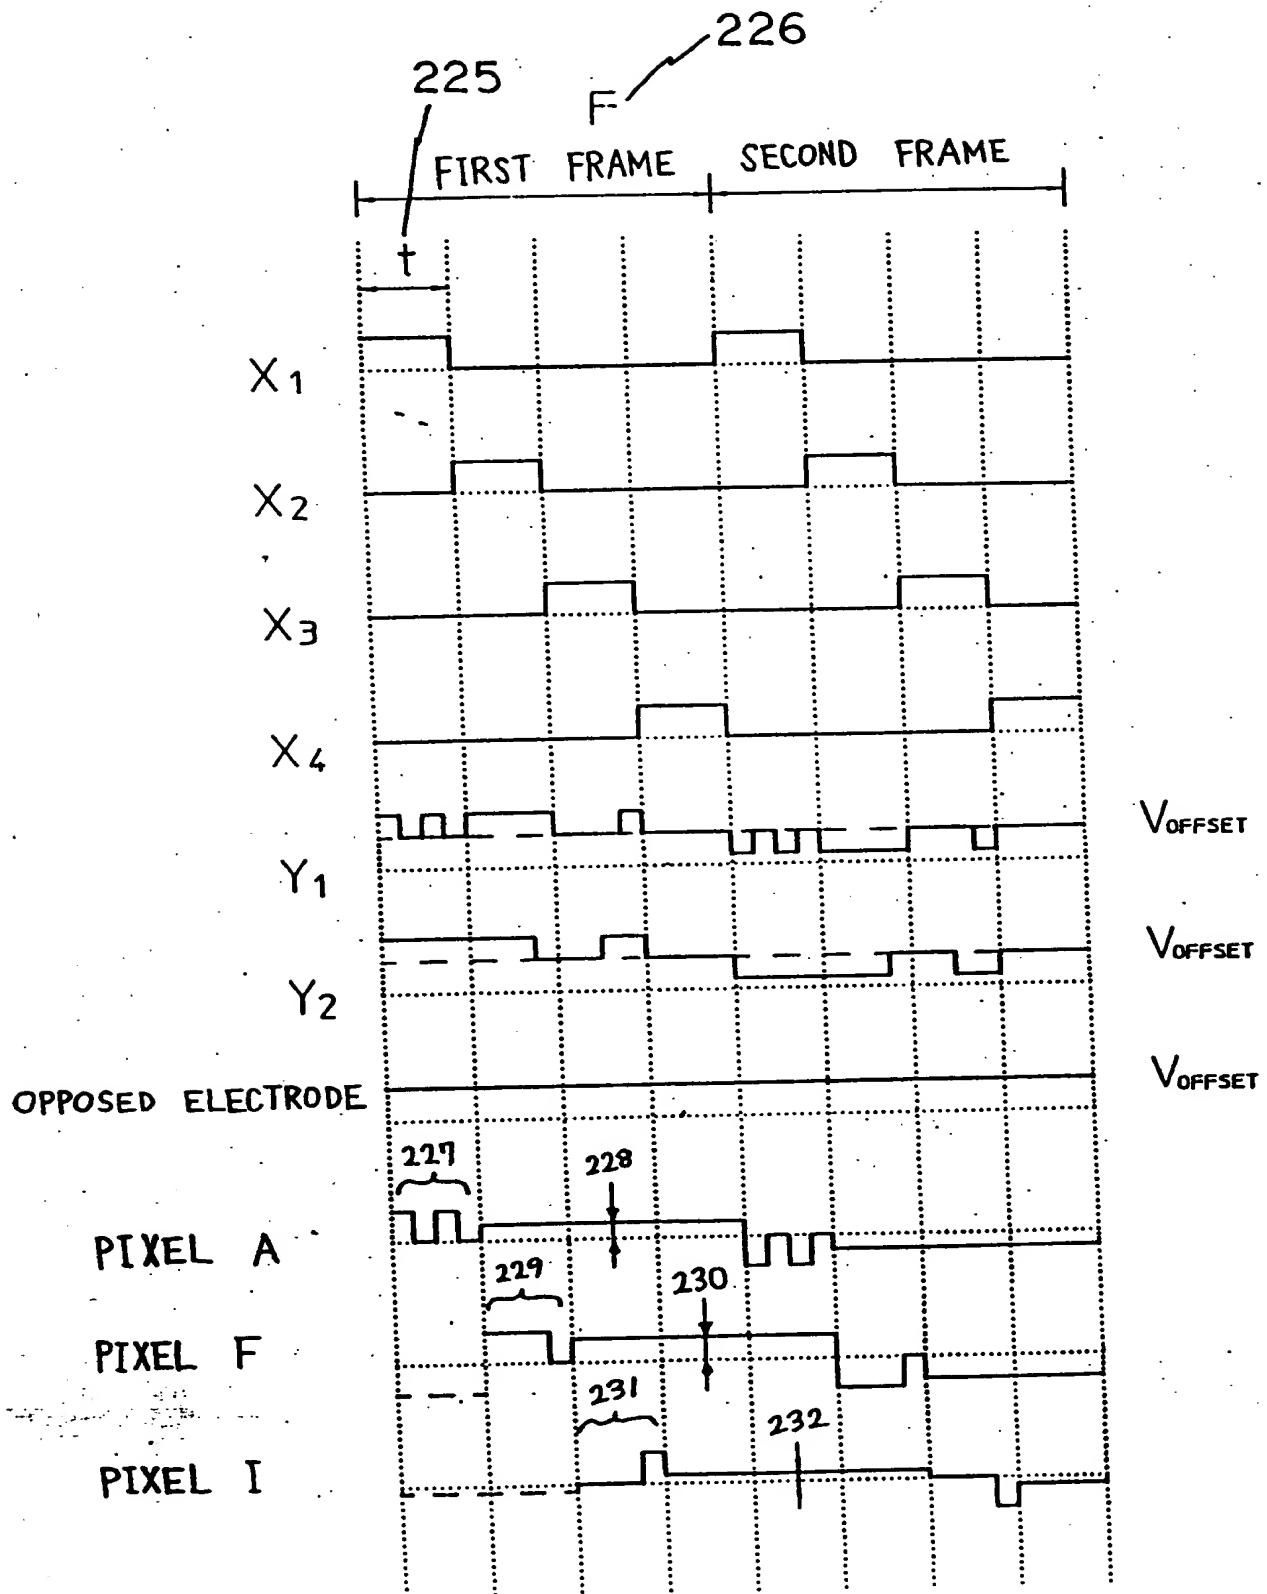 226
225
F
FIRST FRAME SECOND FRAME
t
X1
X2
X3
X4
VOFFSET
Y1
VOFFSET
Y2
VOFFSET
OPPOSED ELECTRODE
227
228
PIXEL A
229
230
PIXEL F
231
232
PIXEL I